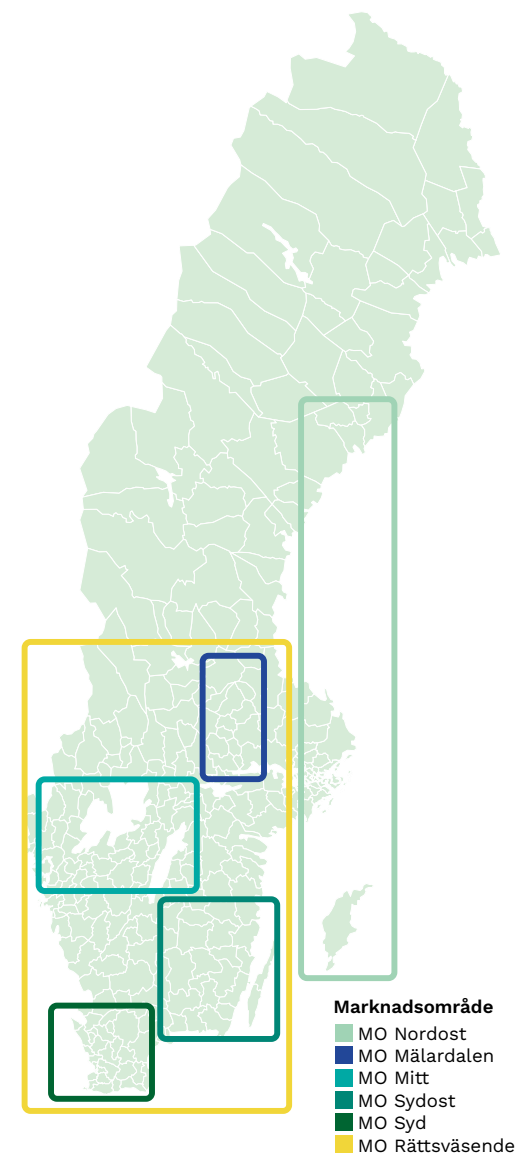 Marknadsområde
MO Nordost
MO Mälardalen
MO Mitt
MO Sydost
MO Syd
MO Rättsväsende